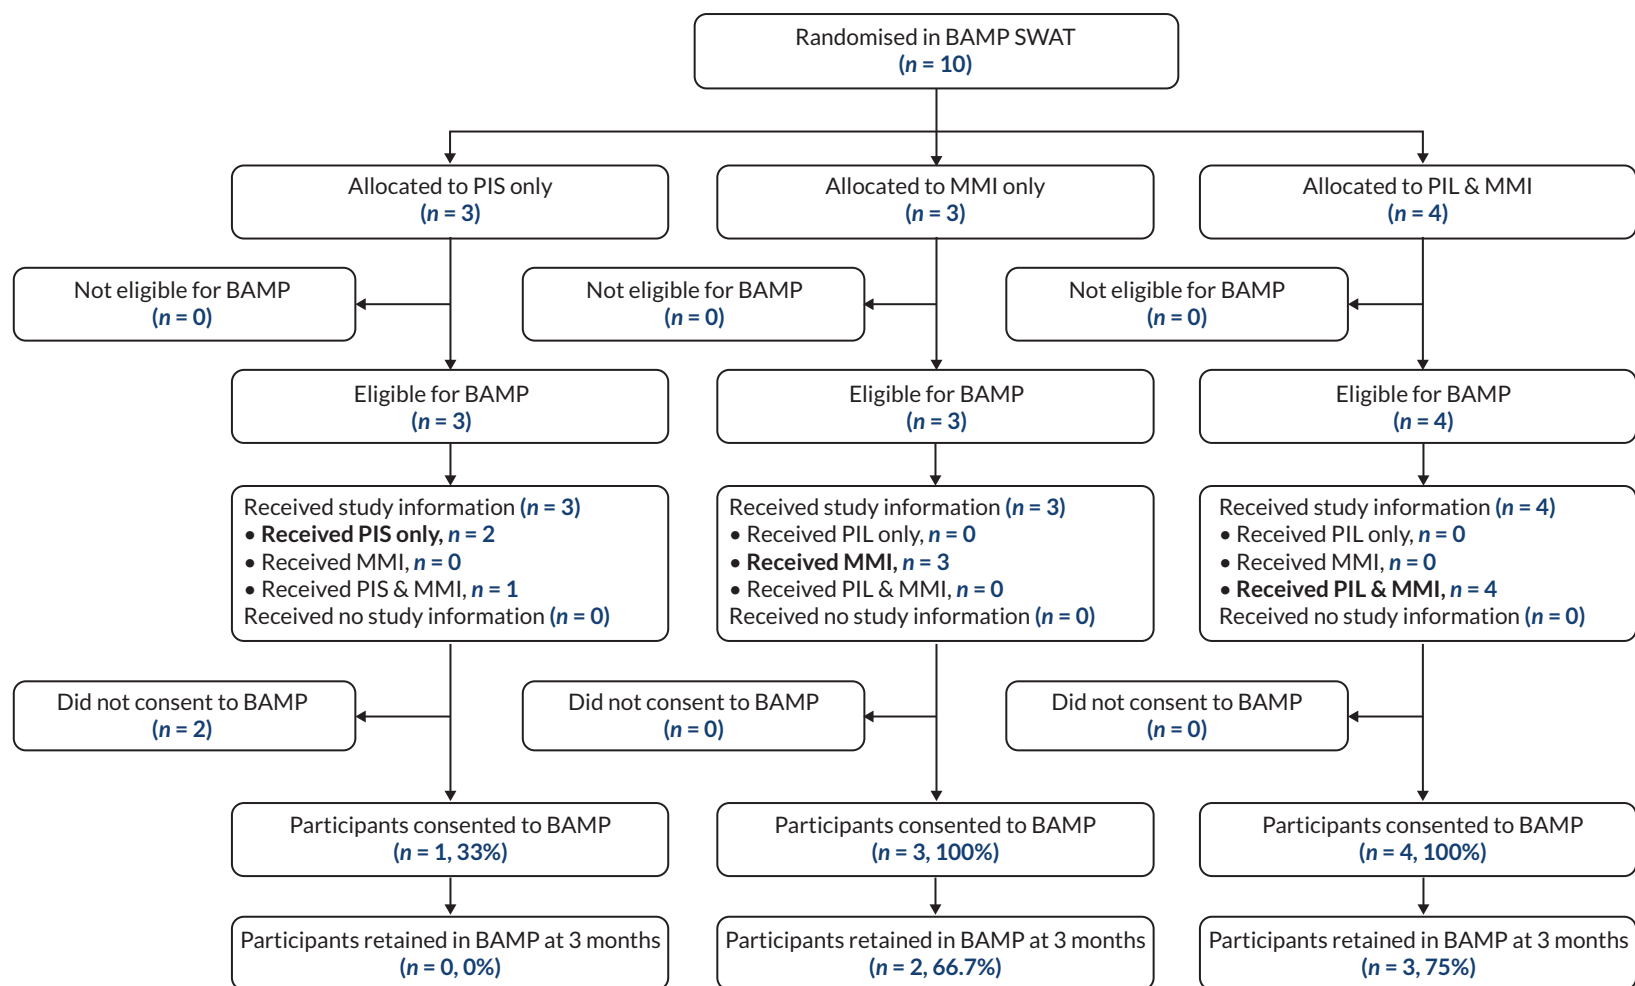 Randomised in BAMP SWAT
(n = 10)
Allocated to PIS only
(n = 3)
Allocated to MMI only
(n = 3)
Allocated to PIL & MMI
(n = 4)
Not eligible for BAMP
(n = 0)
Not eligible for BAMP
(n = 0)
Not eligible for BAMP
(n = 0)
Eligible for BAMP
(n = 3)
Eligible for BAMP
(n = 3)
Eligible for BAMP
(n = 4)
Received study information (n = 3)
• Received PIS only, n = 2
• Received MMI, n = 0
• Received PIS & MMI, n = 1
Received no study information (n = 0)
Received study information (n = 3)
• Received PIL only, n = 0
• Received MMI, n = 3
• Received PIL & MMI, n = 0
Received no study information (n = 0)
Received study information (n = 4)
• Received PIL only, n = 0
• Received MMI, n = 0
• Received PIL & MMI, n = 4
Received no study information (n = 0)
Did not consent to BAMP
(n = 2)
Did not consent to BAMP
(n = 0)
Did not consent to BAMP
(n = 0)
Participants consented to BAMP
(n = 1, 33%)
Participants consented to BAMP
(n = 3, 100%)
Participants consented to BAMP
(n = 4, 100%)
Participants retained in BAMP at 3 months
(n = 0, 0%)
Participants retained in BAMP at 3 months
(n = 2, 66.7%)
Participants retained in BAMP at 3 months
(n = 3, 75%)